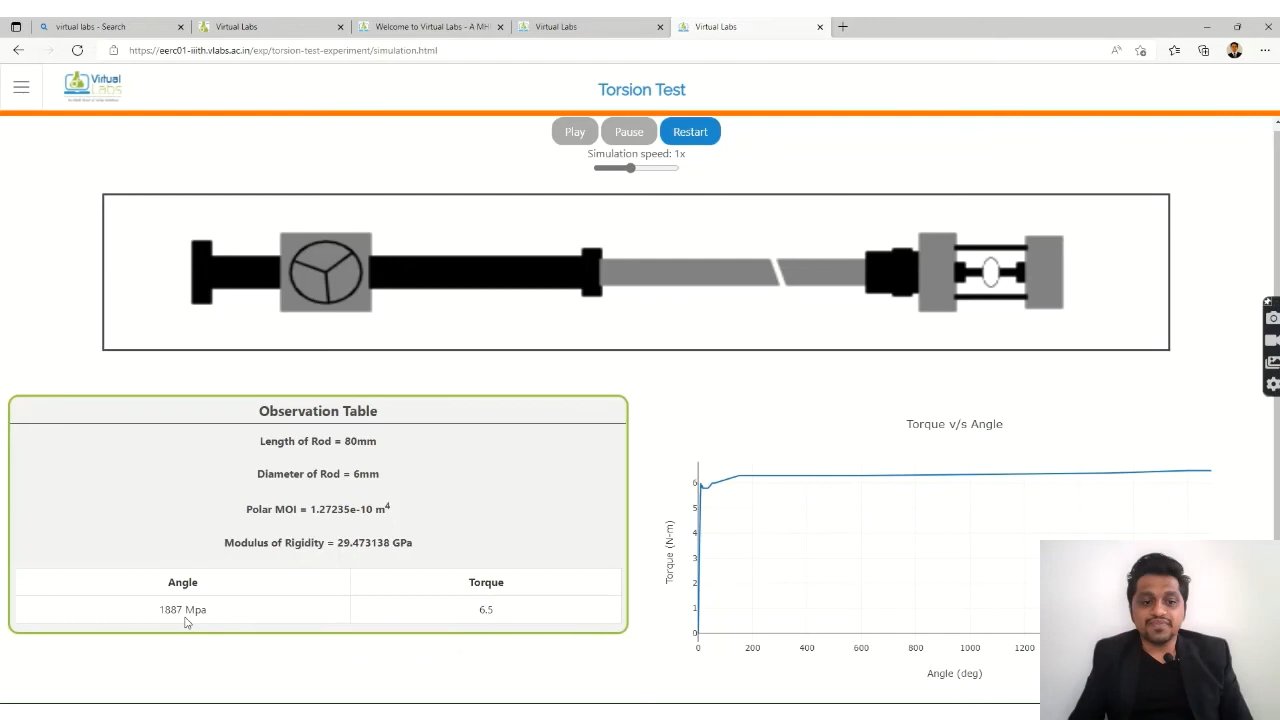 virtual labs - Search
Virtual Labs
Welcome to Virtual Labs - A MH
Virtual Labs
Virtual Labs
https://eerc01-iiith.vlabs.ac.in/exp/torsion-test-experiment/simulation.html
Virtual
Labs
Torsion Test
Play
Pause
Restart
Simulation speed: 1x
Observation Table
Length of Rod = 80mm
Diameter of Rod = 6mm
Polar MOI = 1.27235e-10 m4
Modulus of Rigidity = 29.473138 GPa
Angle Torque
1887 Mpa 6.5
Torque v/s Angle
6
5
4
3
2
1
0
Torque (N-m)
0 200 400 600 800 1000 1200
Angle (deg)